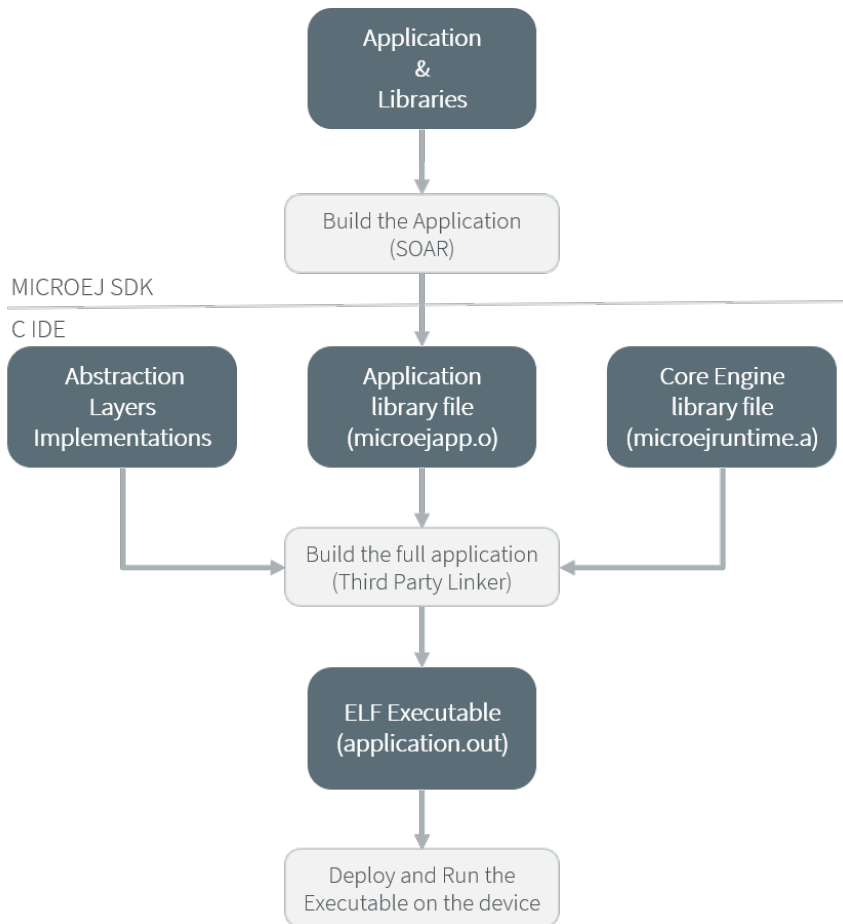 Application
&
Libraries
Build the Application
(SOAR)
MICROEJ SDK
C IDE
Abstraction
Layers
Implementations
Application
library file
(microejapp.o)
Core Engine
library file
(microejruntime.a)
Build the full application
(Third Party Linker)
ELF Executable
(application.out)
Deploy and Run the
Executable on the device